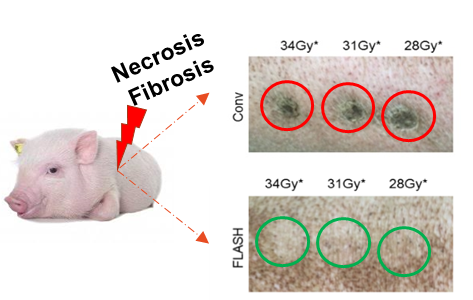 Necrosis
Fibrosis
34Gy* 31Gy* 28Gy*
Conv
34Gy* 31Gy* 28Gy*
FLASH